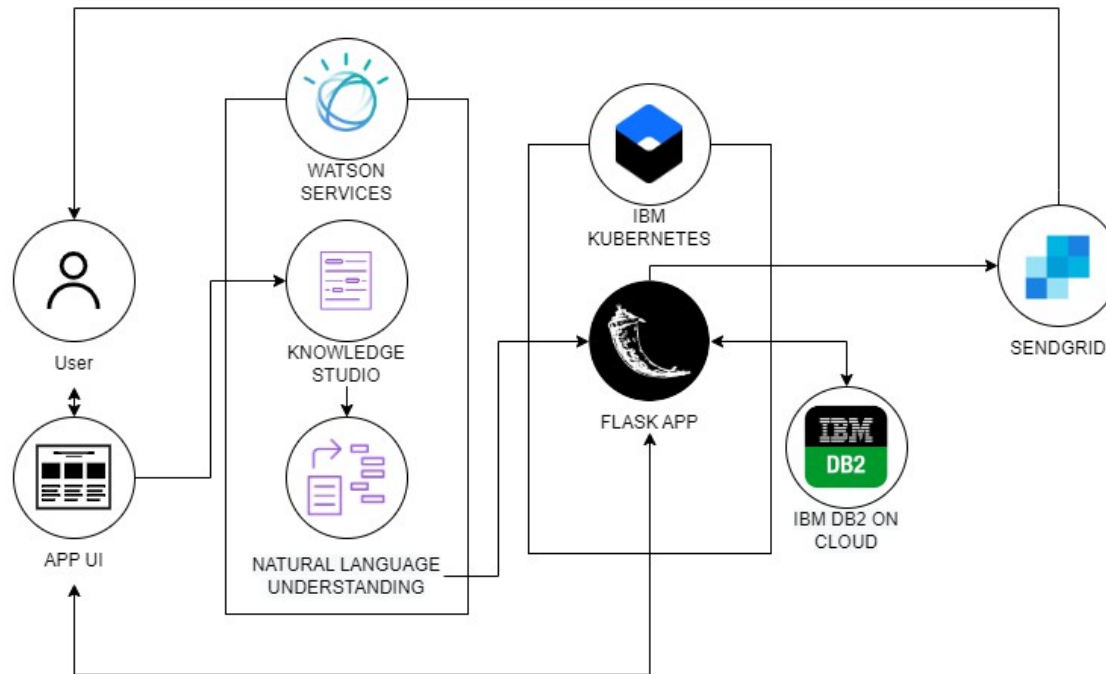 WATSON
SERVICES
IBM
KUBERNETES
User
KNOWLEDGE
STUDIO
SENDGRID
FLASK APP
IBM
DB2
APP UI
NATURAL LANGUAGE
UNDERSTANDING
IBM DB2 ON
CLOUD